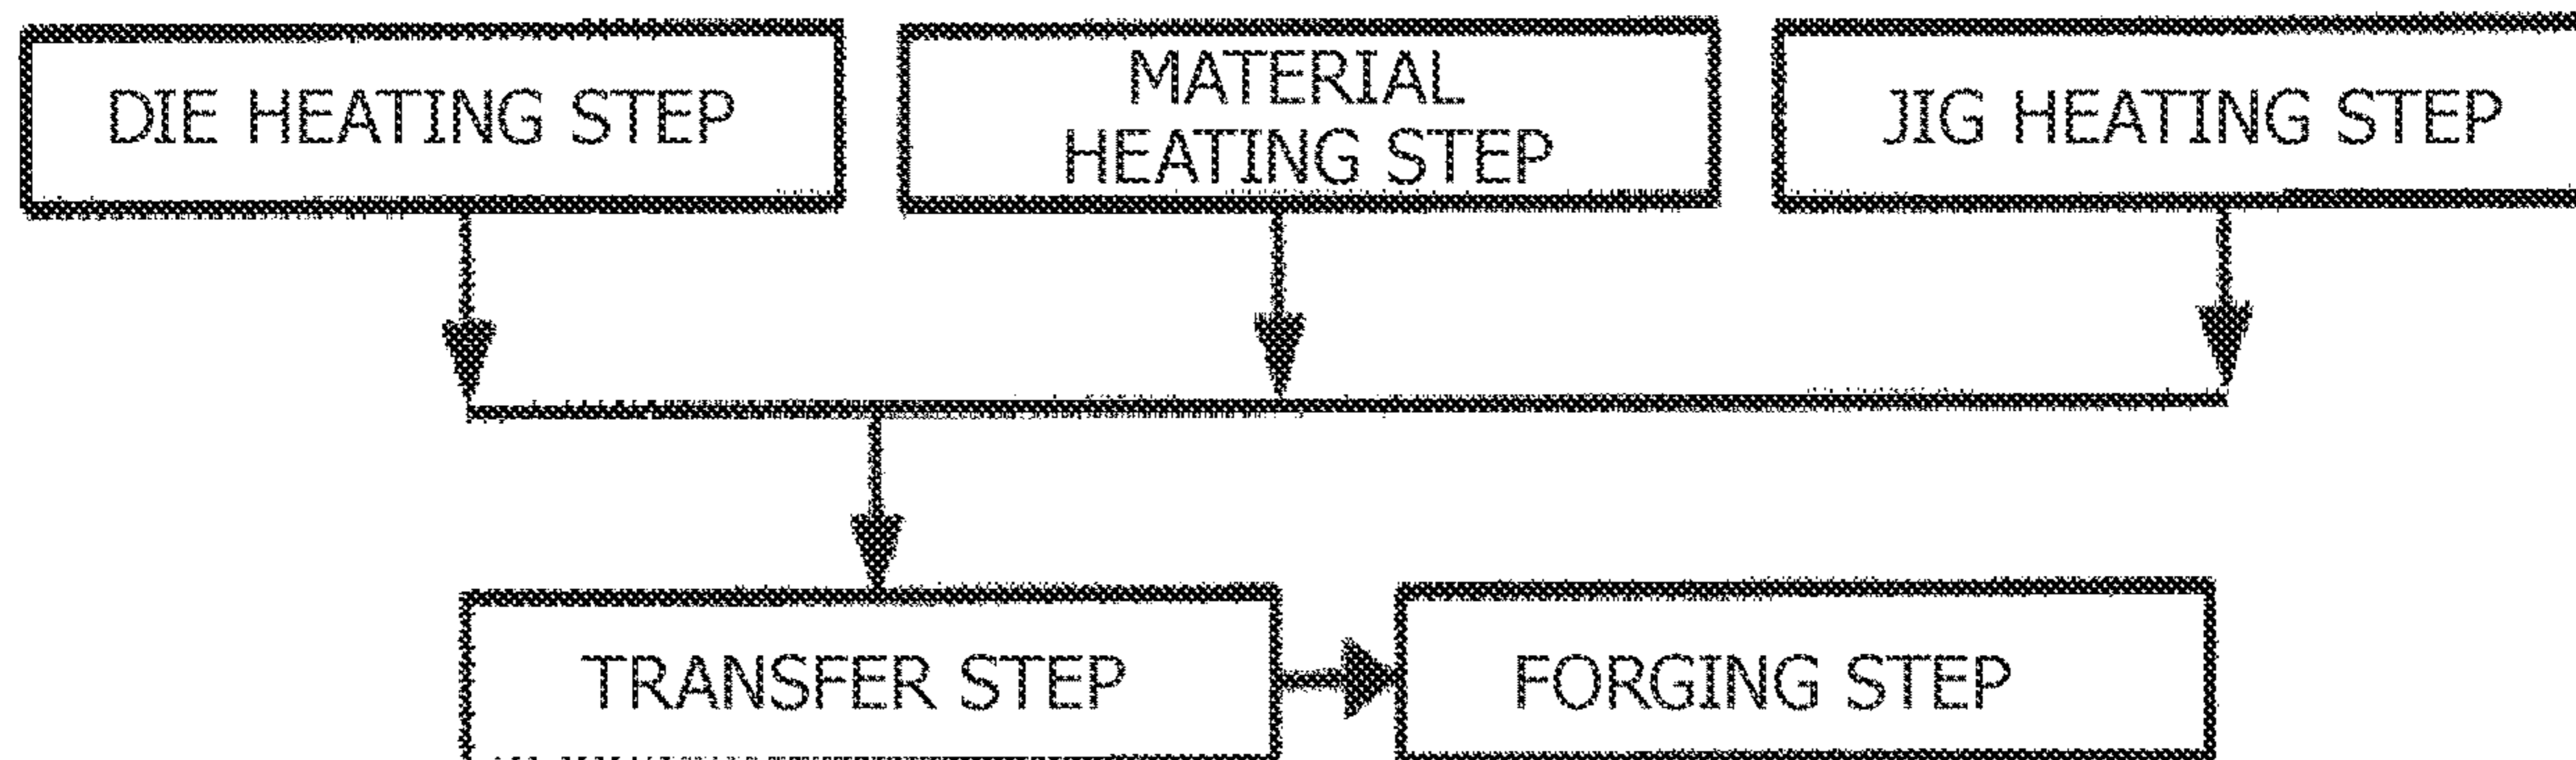 DIE HEATING STEP
MATERIAL
HEATING STEP
JIG HEATING STEP
TRANSFER STEP
FORGING STEP